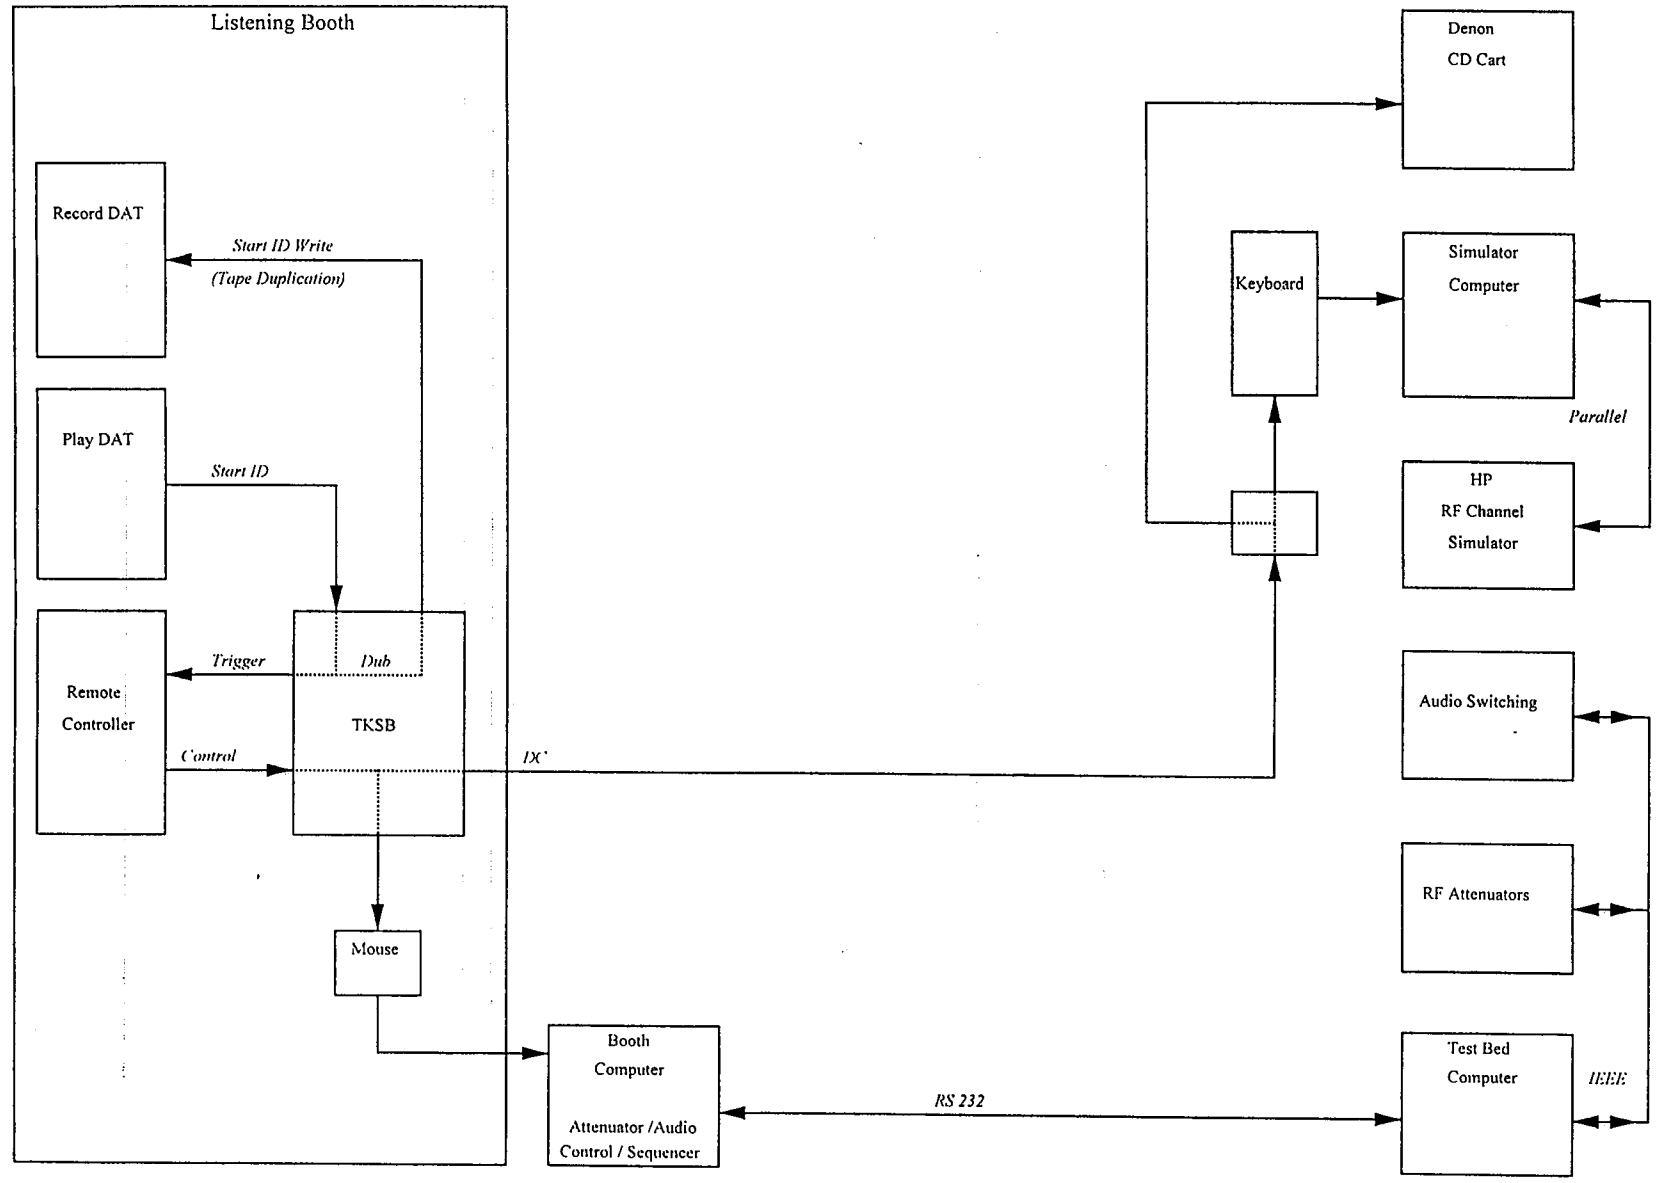 Listening Booth
Record DAT
Start ID Write
(Tape Duplication)
Play DAT
Start ID
Remote
Controller
Trigger
Dub
TKSB
Control
DC
Mouse
Booth
Computer
Attenuator /Audio
Control / Sequencer
RS 232
Denon
CD Cart
Keyboard
Simulator
Computer
Parallel
HP
RF Channel
Simulator
Audio Switching
RF Attenuators
Test Bed
Computer
IEEE